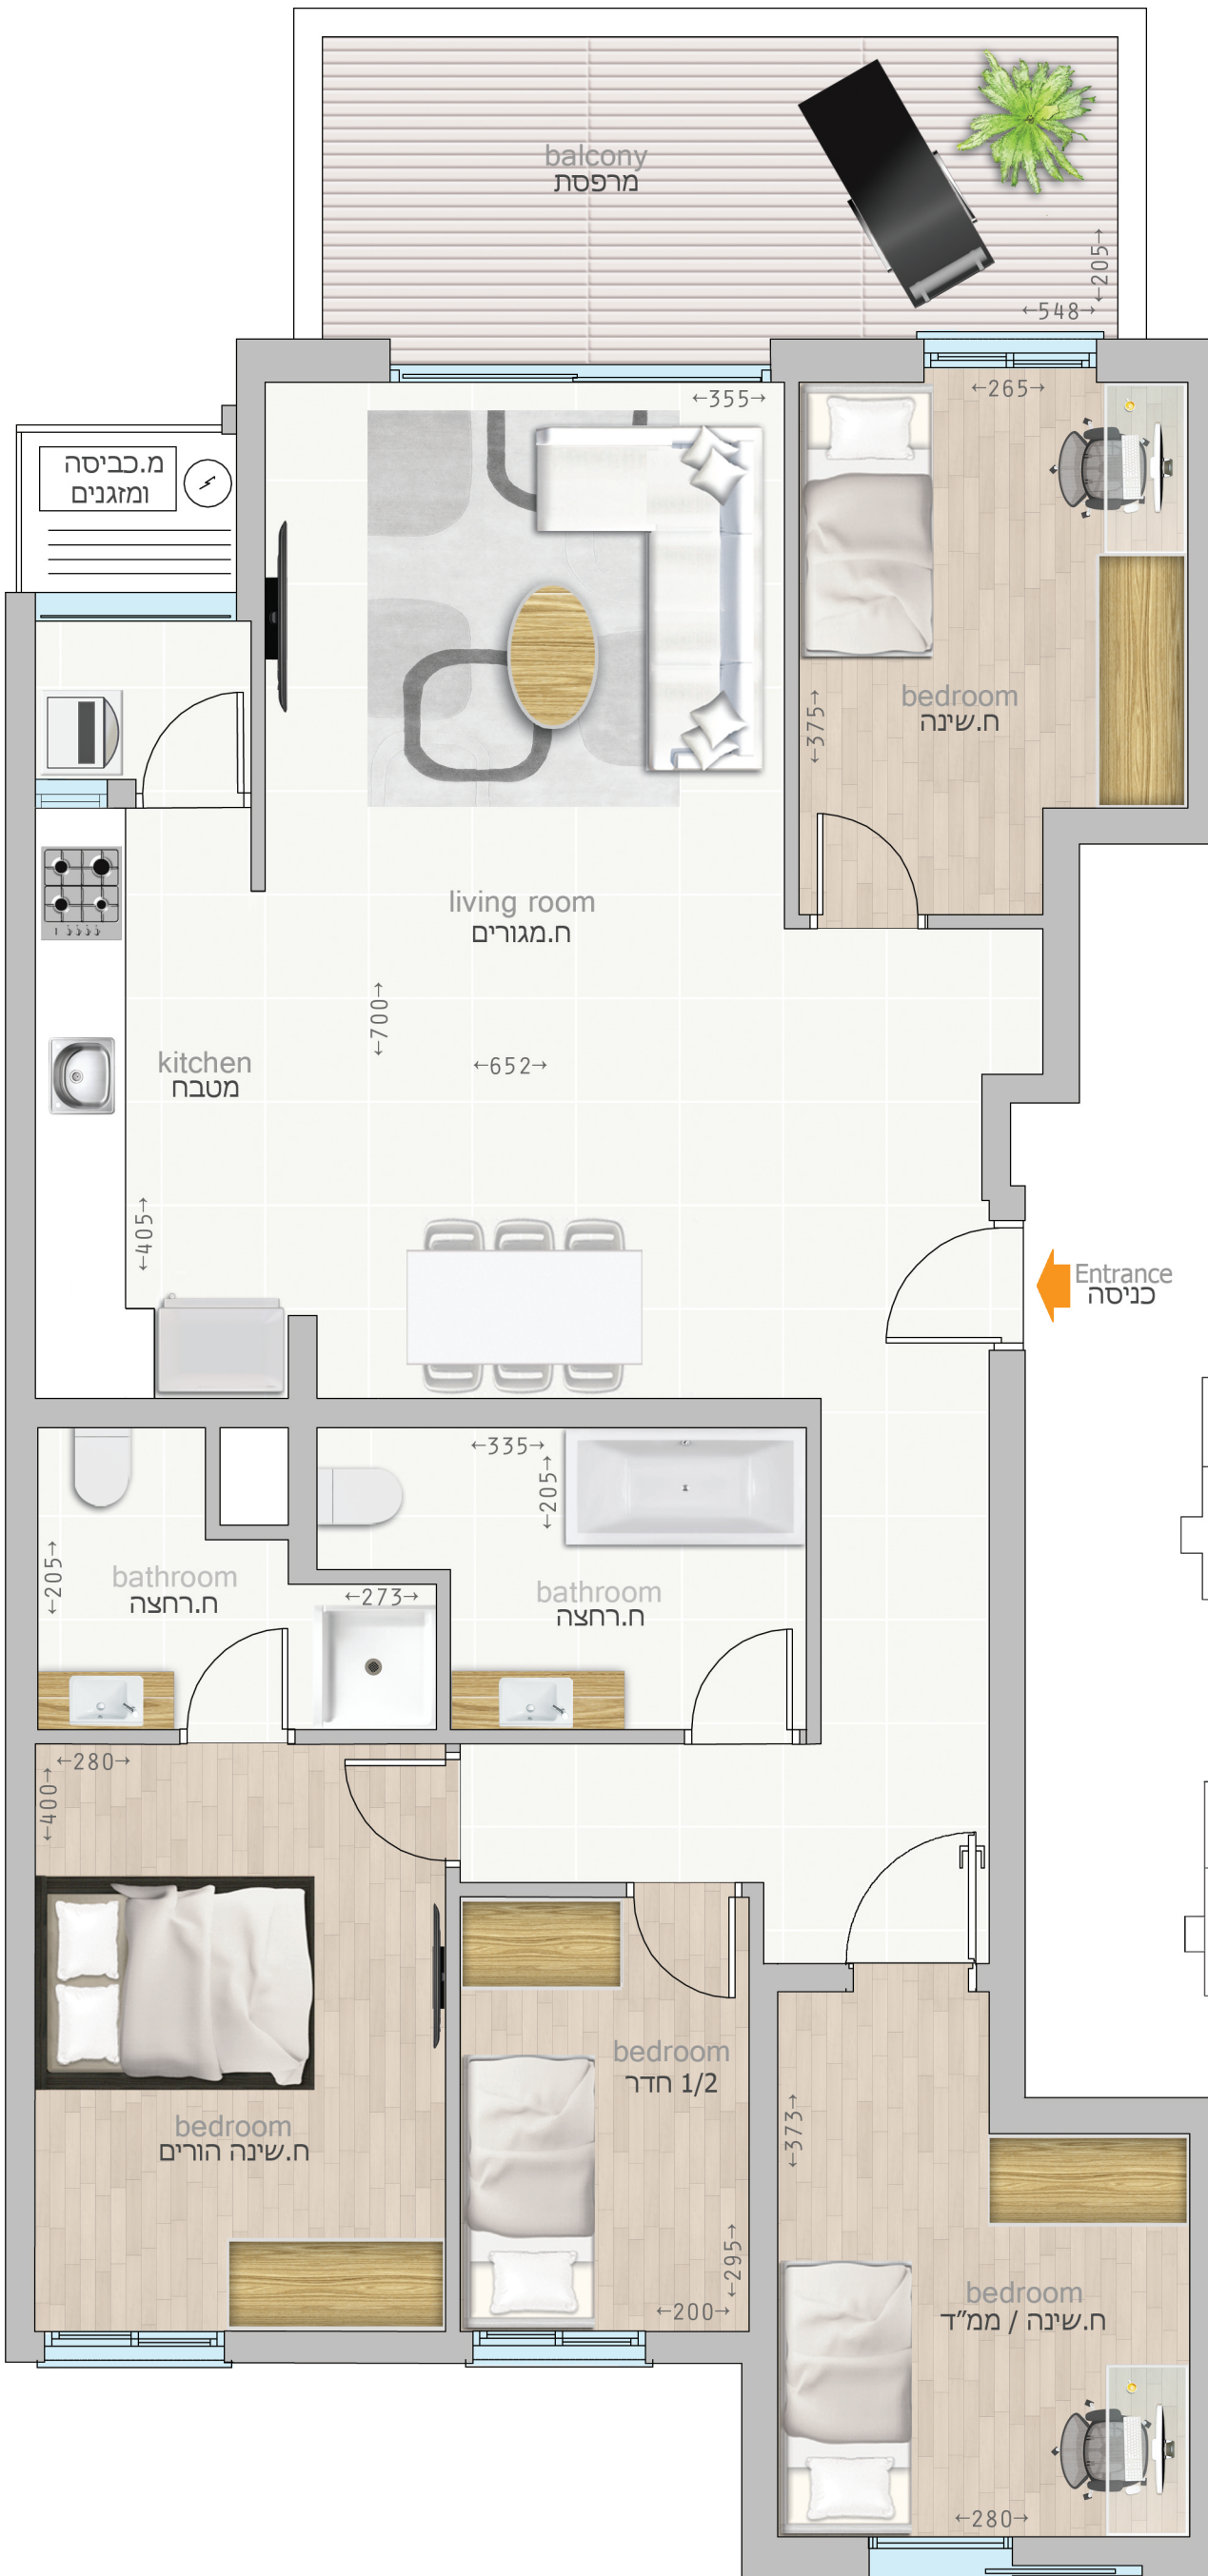 balcony
מרפסת
←205→
←548→
←355→
←265→
מ.כביסה
ומזגנים
←375→
bedroom
ח.שינה
living room
ח.מגורים
←700→
←652→
kitchen
מטבח
←405→
Entrance
כניסה
←335→
←205→
←205→
bathroom
ח.רחצה
←273→
bathroom
ח.רחצה
←280→
←400→
bedroom
1/2 חדר
bedroom
ח.שינה הורים
←373→
←295→
←200→
bedroom
ח.שינה / ממ"ד
←280→